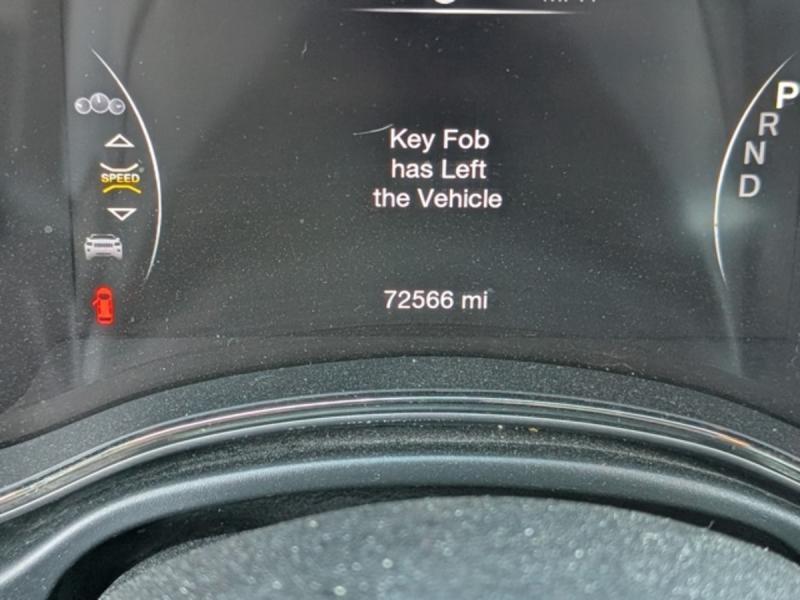 Key Fob
has Left
the Vehicle
SPEED
72566 mi
P
R
N
D